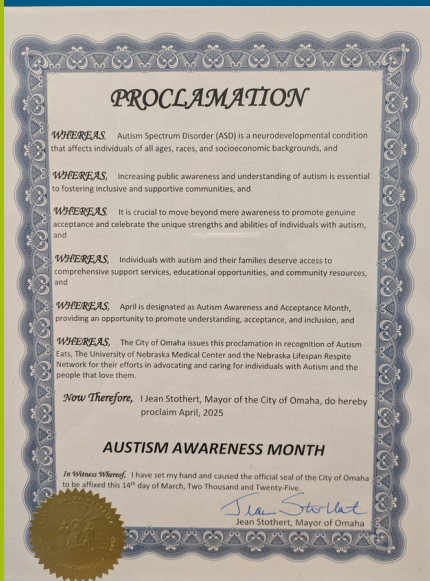 PROCLAMATION
WHEREAS, Autism Spectrum Disorder (ASD) is a neurodevelopmental condition
that affects individuals of all ages, races, and socioeconomic backgrounds, and
WHEREAS, Increasing public awareness and understanding of autism is essential
to fostering inclusive and supportive communities, and
WHEREAS, It is crucial to move beyond mere awareness to promote genuine
acceptance and celebrate the unique strengths and abilities of individuals with autism,
and
WHEREAS, Individuals with autism and their families deserve access to
comprehensive support services, educational opportunities, and community resources,
and
WHEREAS, April is designated as Autism Awareness and Acceptance Month,
providing an opportunity to promote understanding, acceptance, and inclusion, and
WHEREAS, The City of Omaha issues this proclamation in recognition of Autism
Eats, The University of Nebraska Medical Center and the Nebraska Lifespan Respite
Network for their efforts in advocating and caring for individuals with Autism and the
people that love them.
Now Therefore, I Jean Stothert, Mayor of the City of Omaha, do hereby
proclaim April, 2025
AUSTISM AWARENESS MONTH
In Witness Whereof, I have set my hand and caused the official seal of the City of Omaha
to be affixed this 14th day of March, Two Thousand and Twenty-Five.
Jean Stothert
Jean Stothert, Mayor of Omaha